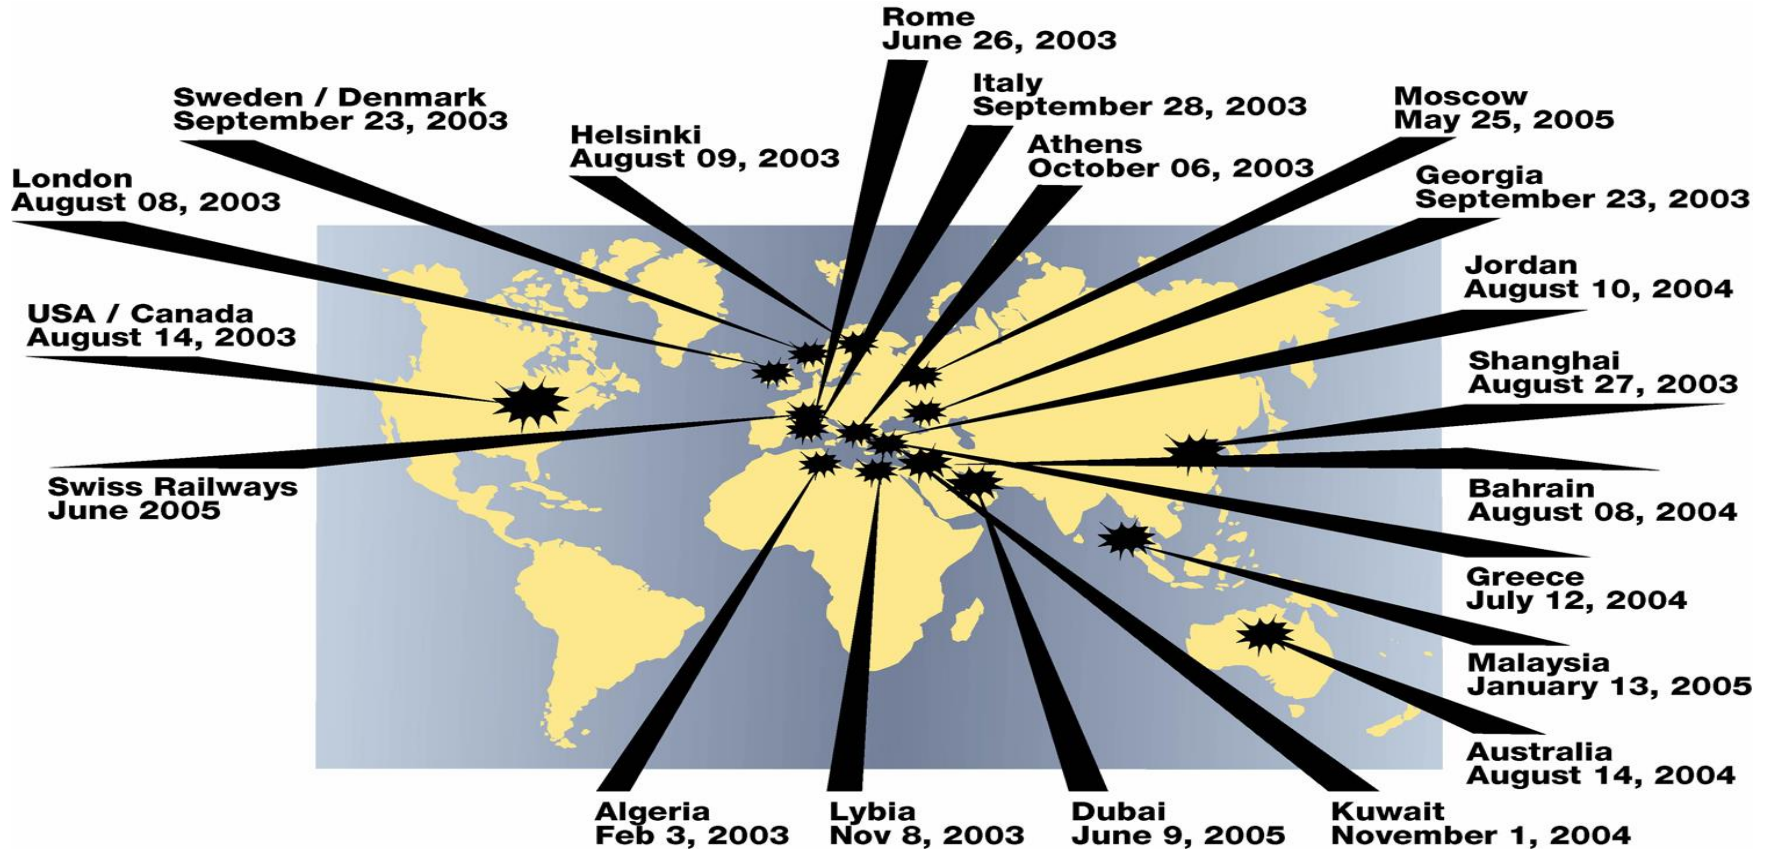 Rome
June 26, 2003
Italy
September 28, 2003
Sweden / Denmark
September 23, 2003
Moscow
May 25, 2005
Helsinki
August 09, 2003
Athens
October 06, 2003
London
August 08, 2003
Georgia
September 23, 2003
Jordan
August 10, 2004
USA / Canada
August 14, 2003
Shanghai
August 27, 2003
Swiss Railways
June 2005
Bahrain
August 08, 2004
Greece
July 12, 2004
Malaysia
January 13, 2005
Australia
August 14, 2004
Algeria
Feb 3, 2003
Lybia
Nov 8, 2003
Dubai
June 9, 2005
Kuwait
November 1, 2004